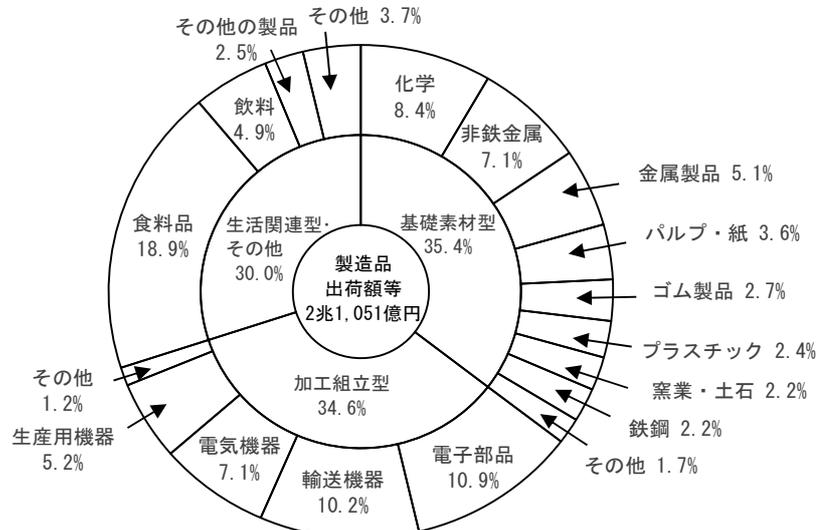 製造品
出荷額等
2兆1,051億円
基礎素材型
35.4%
加工組立型
34.6%
生活関連型・
その他
30.0%
化学
8.4%
非鉄金属
7.1%
金属製品 5.1%
パルプ・紙 3.6%
ゴム製品 2.7%
プラスチック 2.4%
窯業・土石 2.2%
鉄鋼 2.2%
その他 1.7%
電子部品
10.9%
輸送機器
10.2%
電気機器
7.1%
生産用機器
5.2%
その他
1.2%
食料品
18.9%
飲料
4.9%
その他の製品
2.5%
その他 3.7%